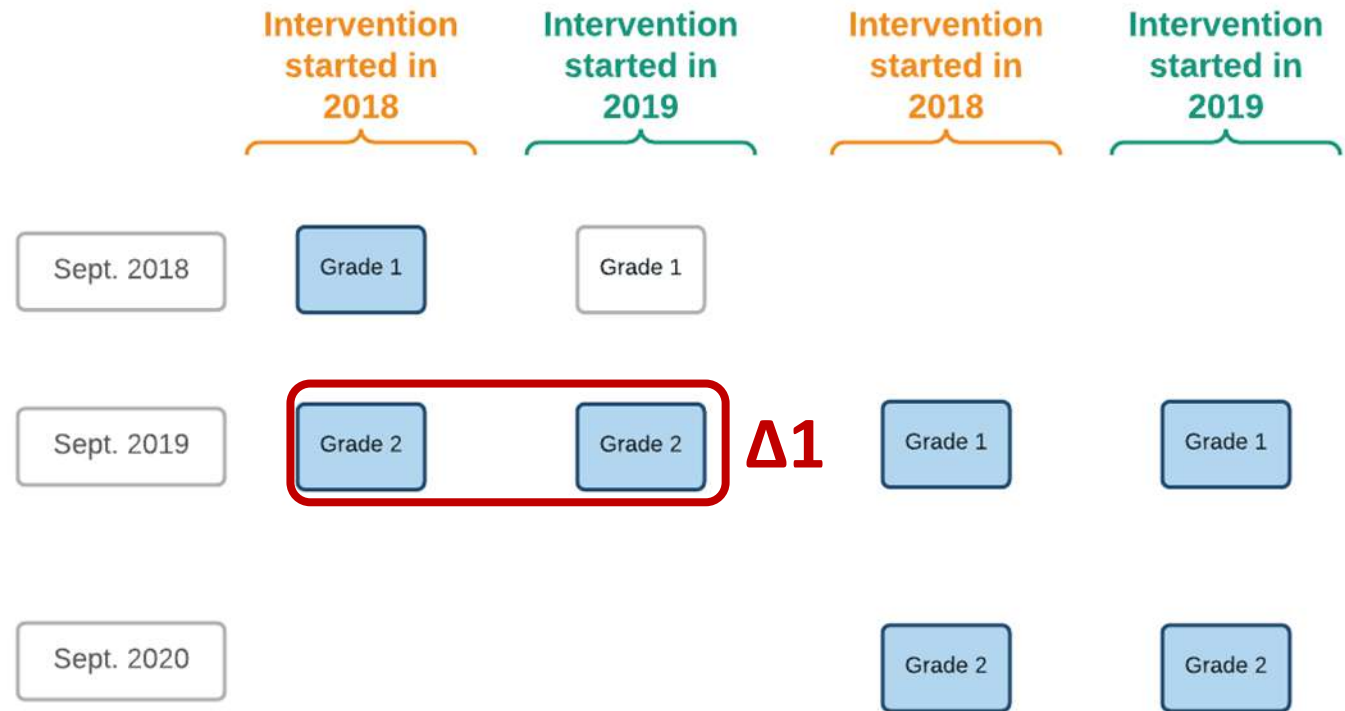 Intervention
started in
2018
Intervention
started in
2019
Intervention
started in
2018
Intervention
started in
2019
Sept. 2018
Grade 1
Grade 1
Sept. 2019
Grade 2
Grade 2
Δ1
Grade 1
Grade 1
Sept. 2020
Grade 2
Grade 2